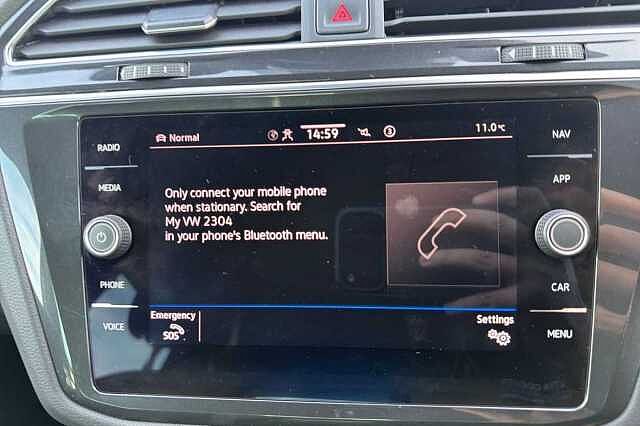 RADIO
MEDIA
PHONE
VOICE
Normal
14:59
3
11.0°C
Only connect your mobile phone
when stationary. Search for
My VW 2304
in your phone's Bluetooth menu.
Emergency
SOS
Settings
NAV
APP
CAR
MENU